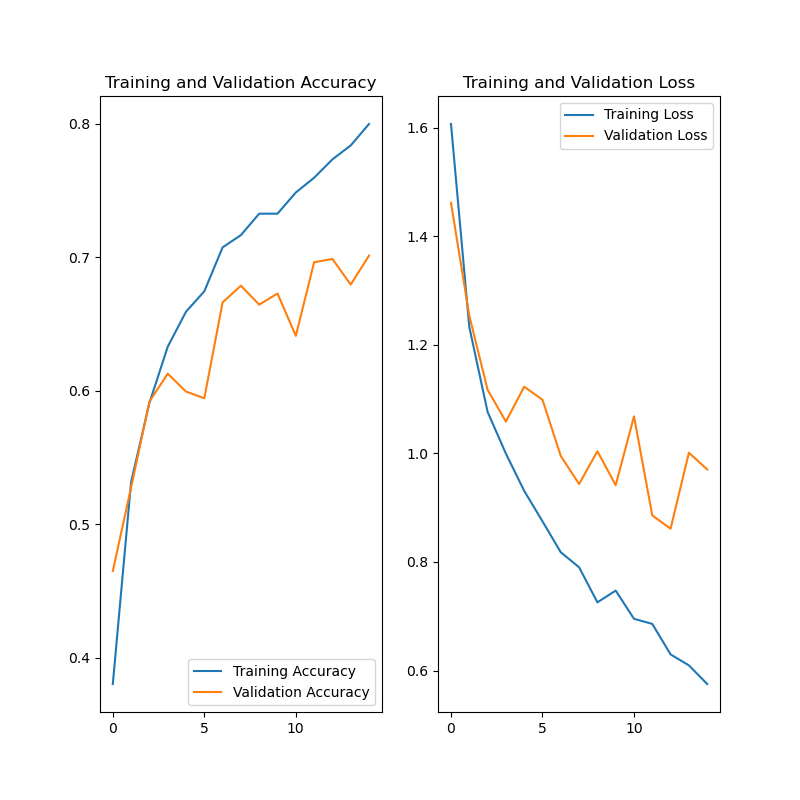 Training and Validation Accuracy
0.8
0.7
0.6
0.5
0.4
Training Accuracy
Validation Accuracy
0 5 10
Training and Validation Loss
Training Loss
Validation Loss
1.6
1.4
1.2
1.0
0.8
0.6
0 5 10